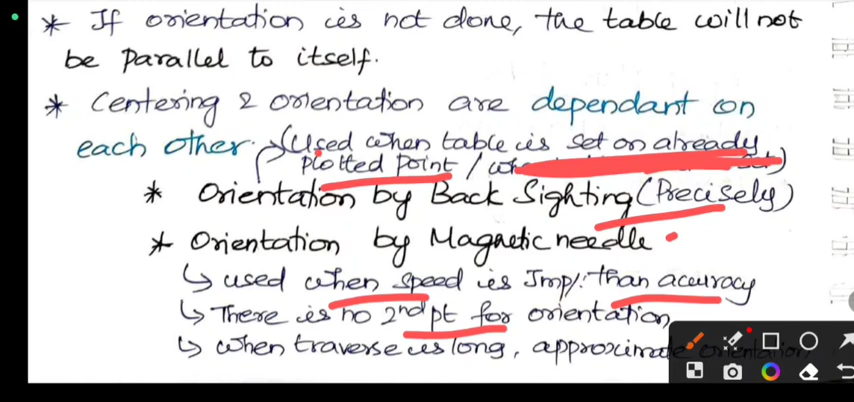 * If orientation is not done, the table will not
be parallel to itself.
* Centering & orientation are dependant on
each other. (Used when table is set on already
plotted point /
* Orientation by Back Sighting (Precisely)
* Orientation by Magnetic needle
↳ used when speed is Imp. than accuracy
↳ There is no 2nd pt for orientation
↳ when traverse is long, approximate orientation